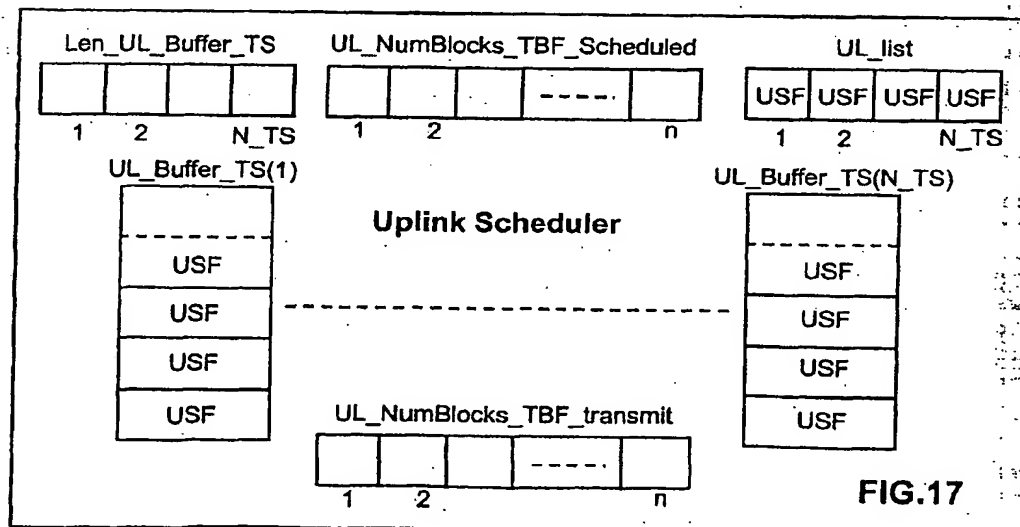 Len_UL_Buffer_TS
UL_NumBlocks_TBF_Scheduled
UL_list
USF USF USF USF
1 2 N_TS
1 2 n
1 2 N_TS
UL_Buffer_TS(1)
UL_Buffer_TS(N_TS)
Uplink Scheduler
USF
USF
USF
USF
USF
USF
USF
USF
UL_NumBlocks_TBF_transmit
1 2 n
FIG.17